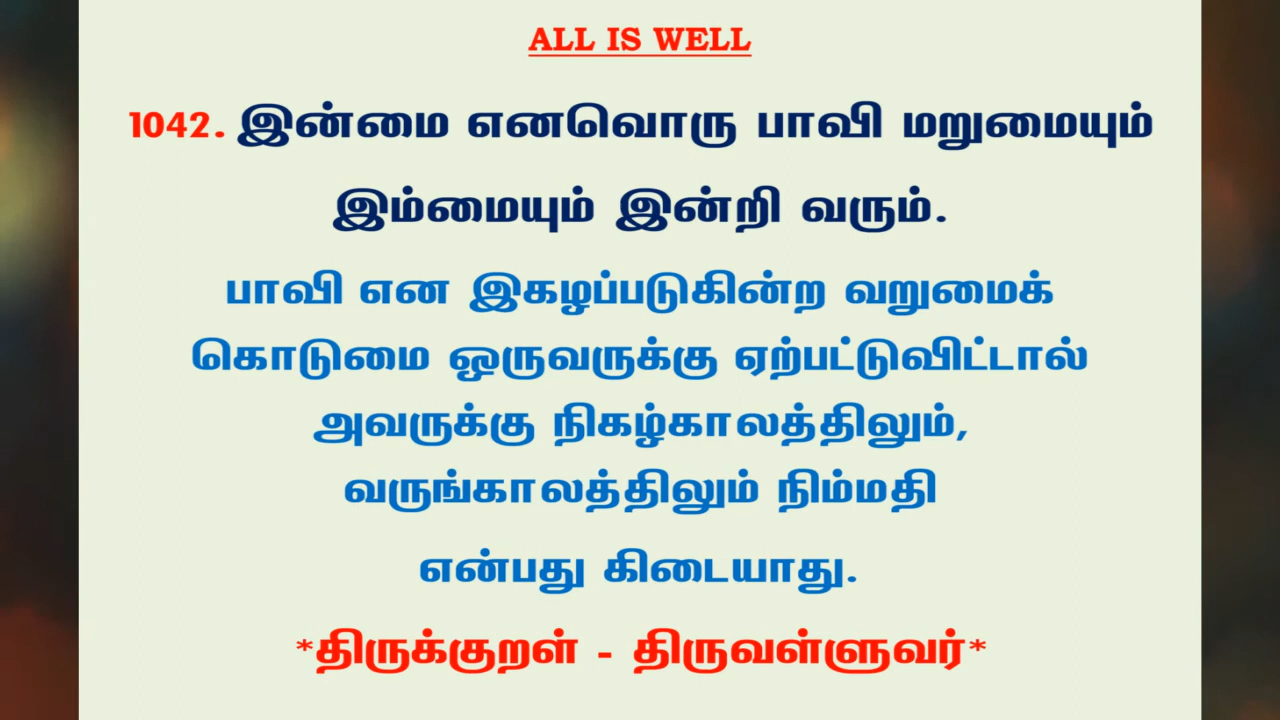 ALL IS WELL
1042. இன்மை எனவொரு பாவி மறுமையும்
இம்மையும் இன்றி வரும்.
பாவி என இகழப்படுகின்ற வறுமைக்
கொடுமை ஒருவருக்கு ஏற்பட்டுவிட்டால்
அவருக்கு நிகழ்காலத்திலும்,
வருங்காலத்திலும் நிம்மதி
என்பது கிடையாது.
*திருக்குறள் - திருவள்ளுவர்*